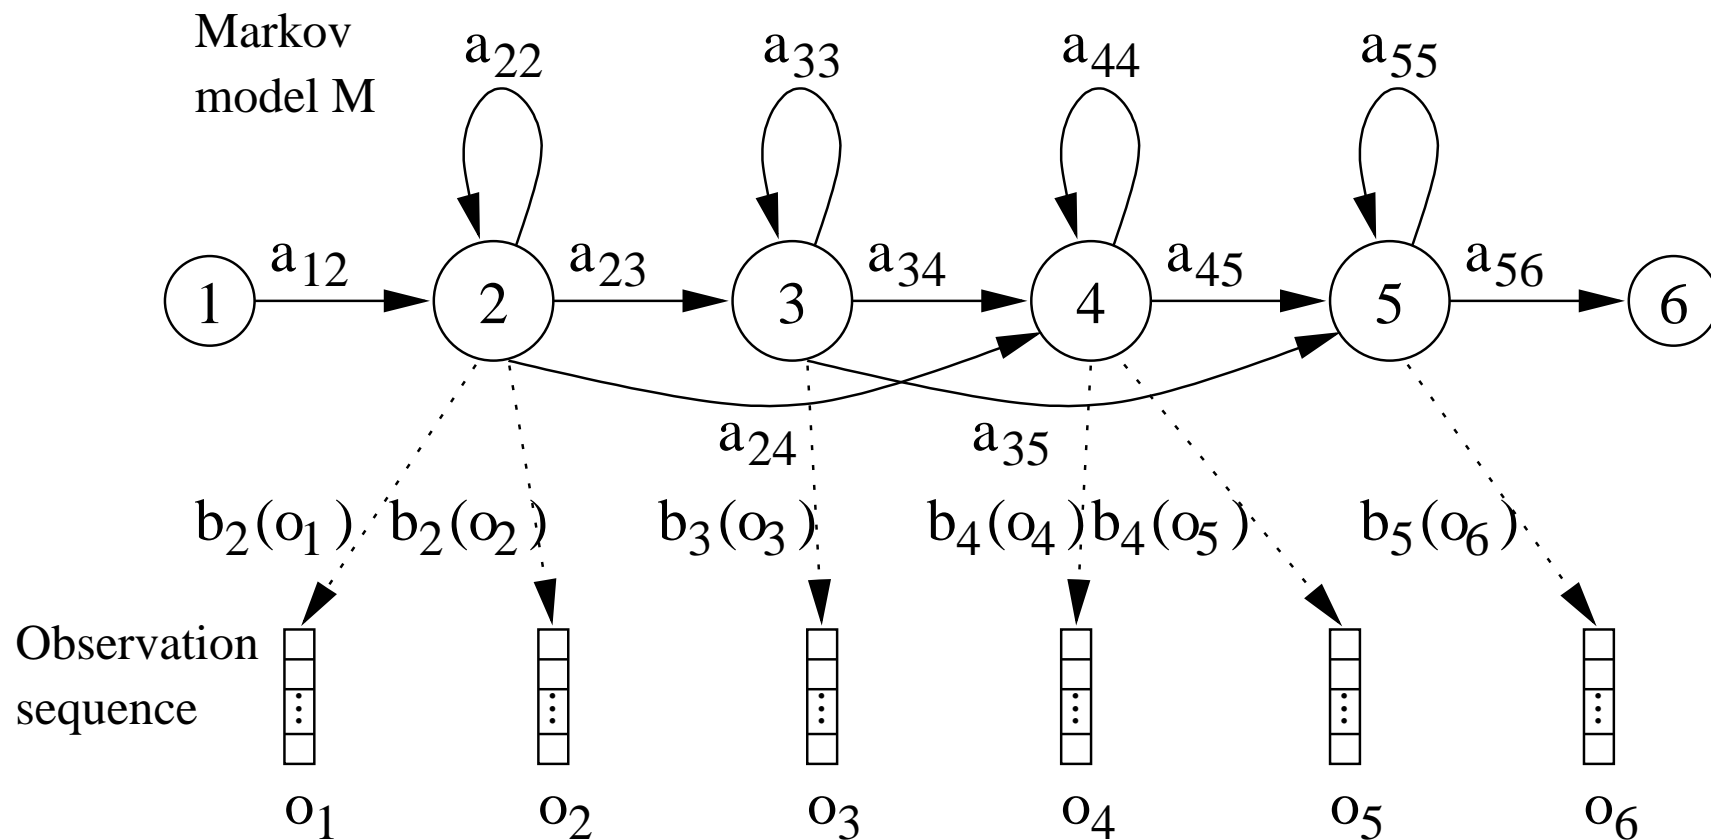 Markov
model M
a22 a33 a44 a55
a12 a23 a34 a45 a56
1 2 3 4 5 6
a24 a35
b2(o1) b2(o2) b3(o3) b4(o4) b4(o5) b5(o6)
Observation
sequence
o1 o2 o3 o4 o5 o6